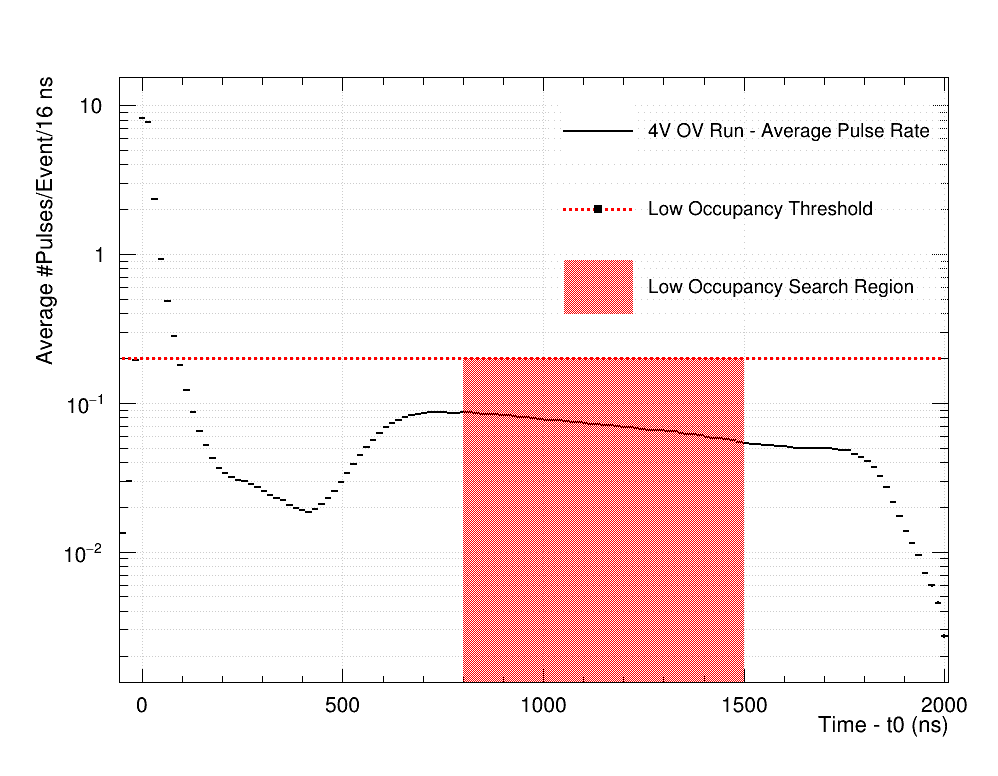 Average #Pulses/Event/16 ns
10
1
10⁻¹
10⁻²
4V OV Run - Average Pulse Rate
Low Occupancy Threshold
Low Occupancy Search Region
0 500 1000 1500 2000
Time - t0 (ns)